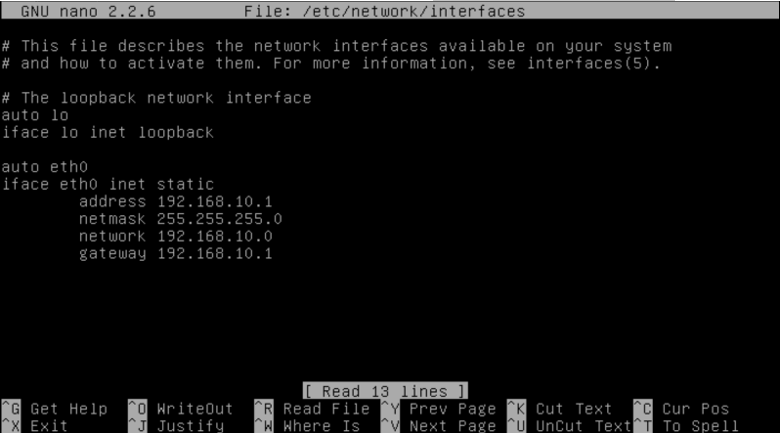 GNU nano 2.2.6 File: /etc/network/interfaces
# This file describes the network interfaces available on your system
# and how to activate them. For more information, see interfaces(5).
# The loopback network interface
auto lo
iface lo inet loopback
auto eth0
iface eth0 inet static
address 192.168.10.1
netmask 255.255.255.0
network 192.168.10.0
gateway 192.168.10.1
[ Read 13 lines ]
^G Get Help ^O WriteOut ^R Read File ^Y Prev Page ^K Cut Text ^C Cur Pos
^X Exit ^J Justify ^W Where Is ^V Next Page ^U UnCut Text ^T To Spell